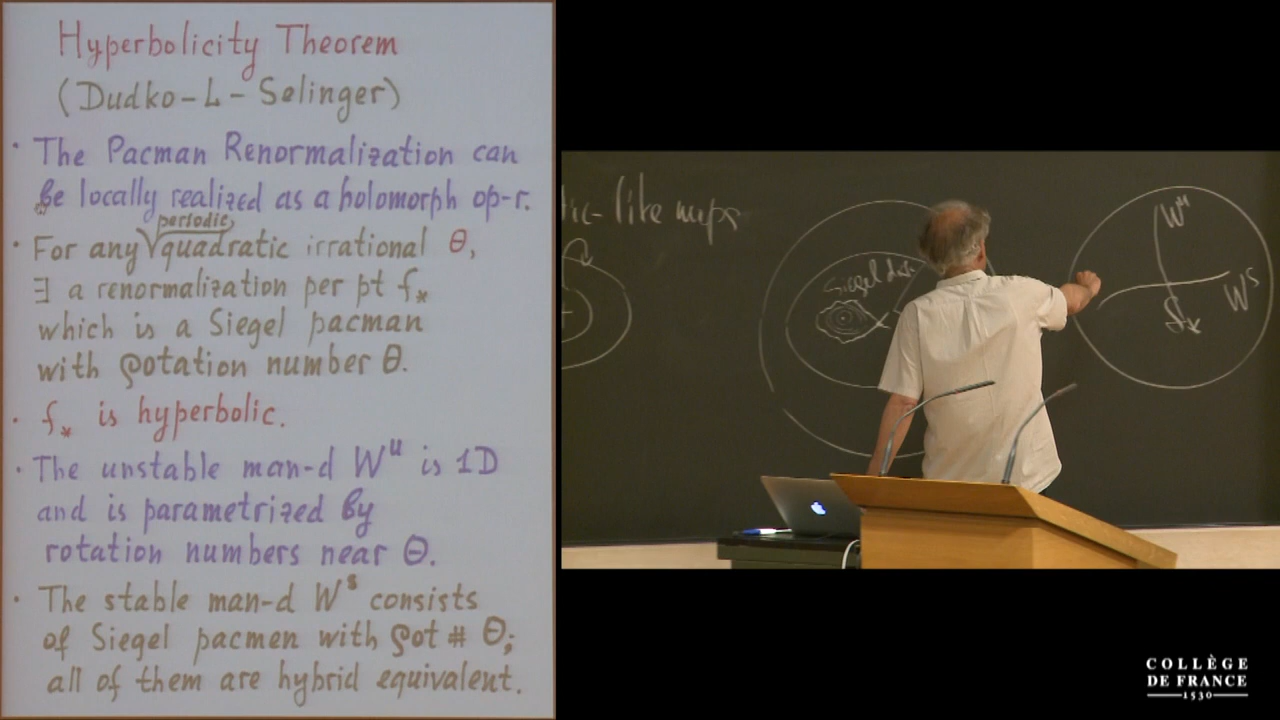 Hyperbolicity Theorem
(Dudko-L-Selinger)
• The Pacman Renormalization can
be locally realized as a holomorph op-r.
periodic
• For any √quadratic irrational θ,
∃ a renormalization per pt f*
which is a Siegel pacman
with rotation number θ.
• f* is hyperbolic.
• The unstable man-d Wᵘ is 1D
and is parametrized by
rotation numbers near θ.
• The stable man-d Wˢ consists
of Siegel pacmen with rot # θ;
all of them are hybrid equivalent.
tic-like maps
Siegel disk
Wᵘ
Wˢ
f*
COLLÈGE
DE FRANCE
1530